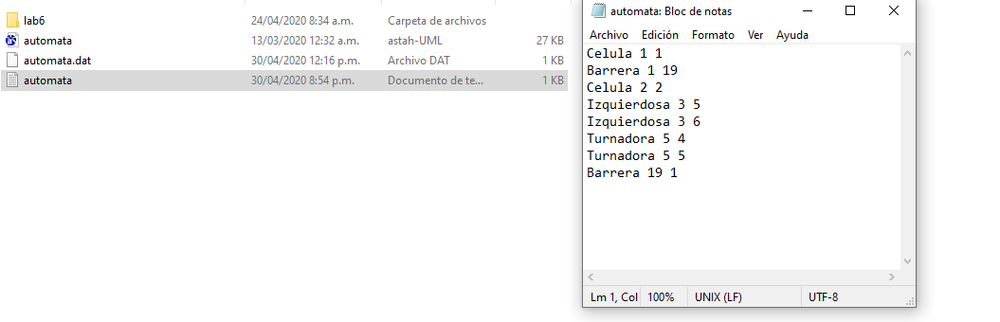 lab6 24/04/2020 8:34 a.m. Carpeta de archivos
automata 13/03/2020 12:32 a.m. astah-UML 27 KB
automata.dat 30/04/2020 12:16 p.m. Archivo DAT 1 KB
automata 30/04/2020 8:54 p.m. Documento de te... 1 KB
automata: Bloc de notas
Archivo Edición Formato Ver Ayuda
Celula 1 1
Barrera 1 19
Celula 2 2
Izquierdosa 3 5
Izquierdosa 3 6
Turnadora 5 4
Turnadora 5 5
Barrera 19 1
Lm 1, Col 100% UNIX (LF) UTF-8